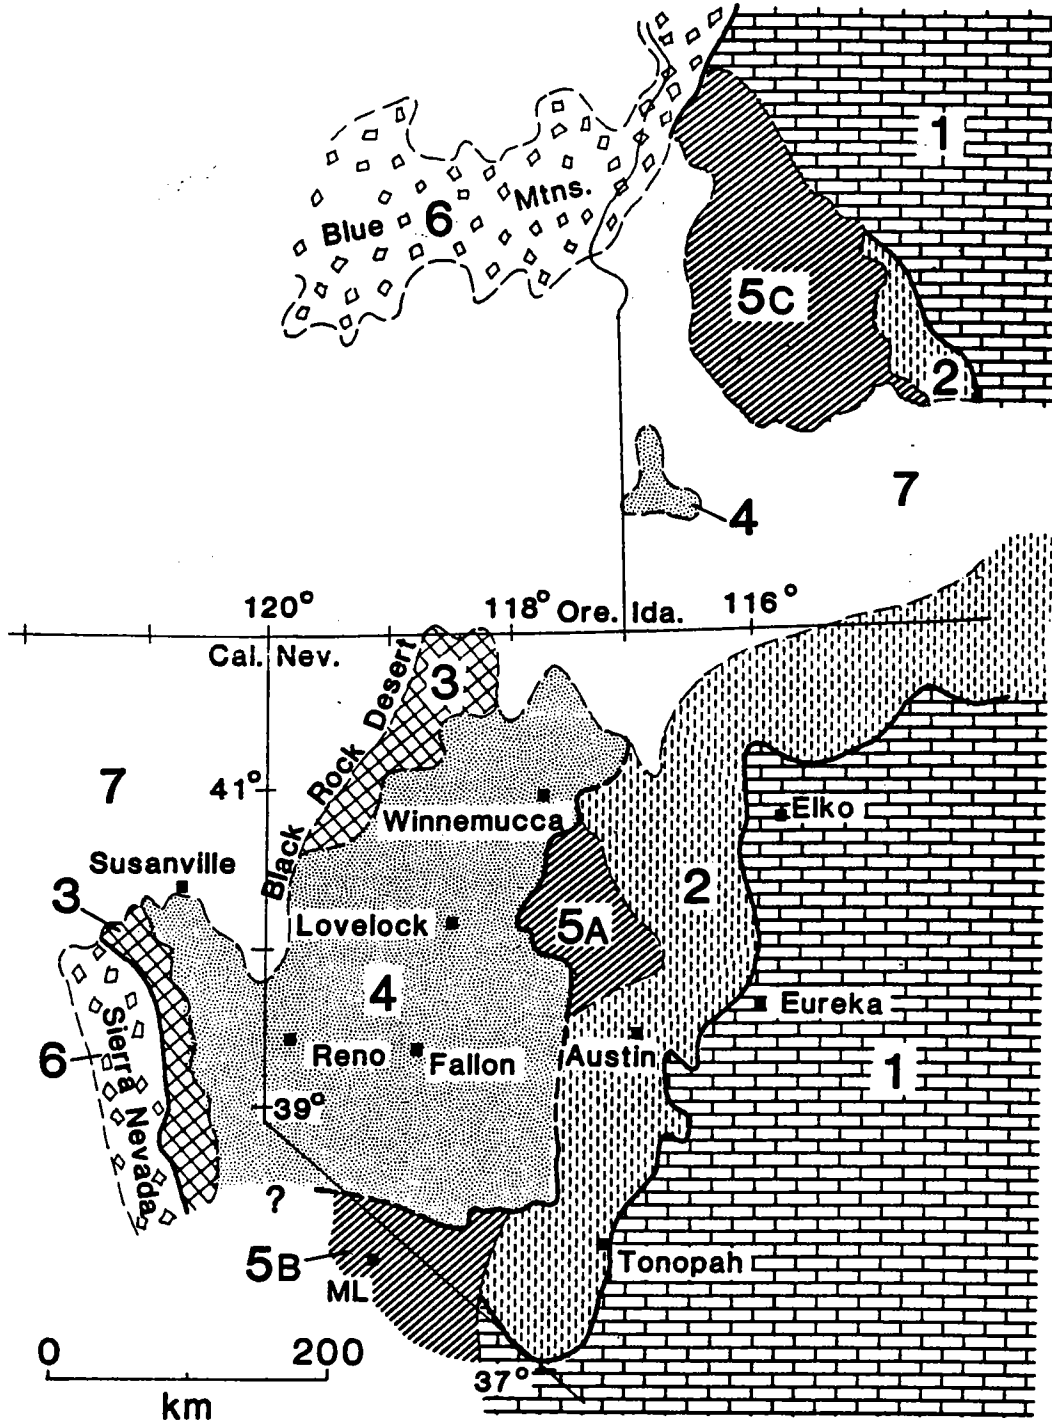 1
Blue 6 Mtns.
5C
2
7
4
120° 118° Ore. Ida. 116°
Cal. Nev.
3
Black Rock Desert
7
41°
Winnemucca
Elko
Susanville
3
2
Lovelock
5A
4
Eureka
6
Sierra Nevada
Reno
Fallon
Austin
1
39°
?
5B
ML
Tonopah
0 200
km
37°